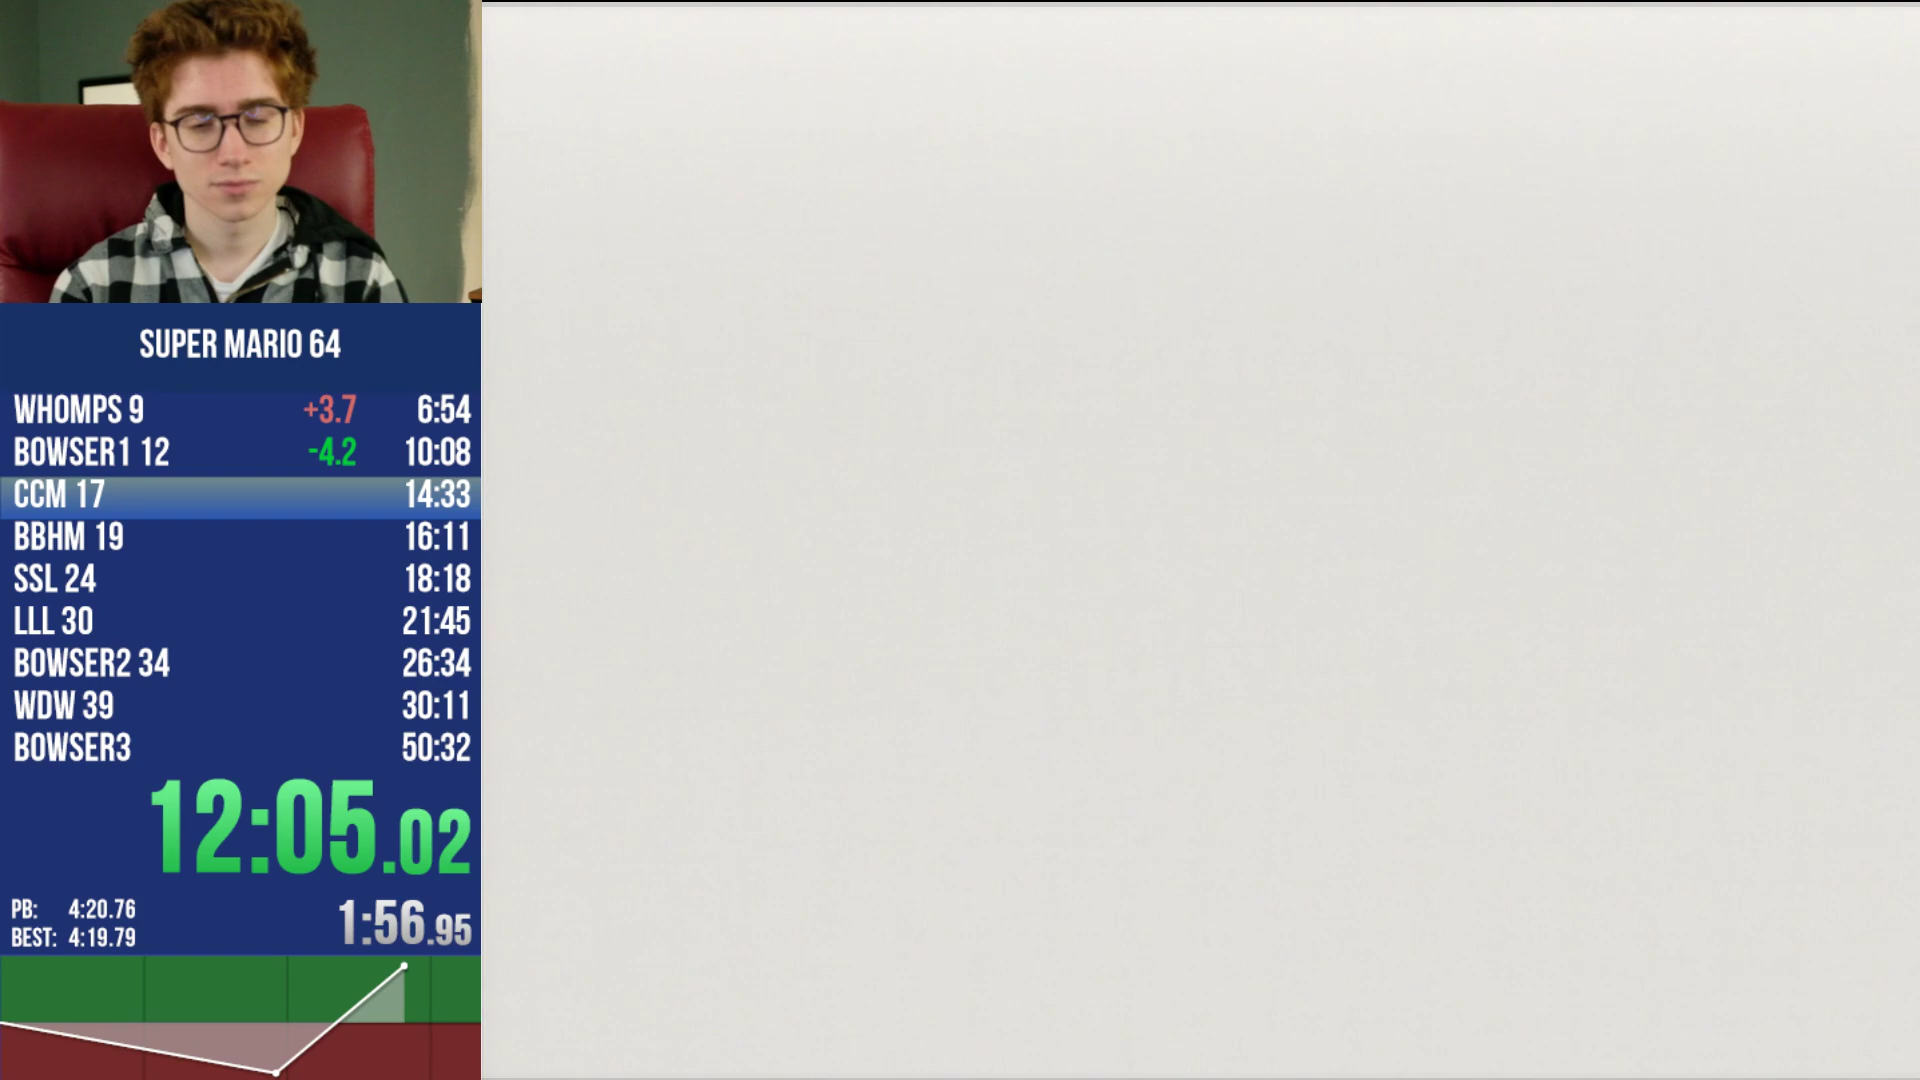 SUPER MARIO 64
WHOMPS 9 +3.7 6:54
BOWSER1 12 -4.2 10:08
CCM 17 14:33
BBHM 19 16:11
SSL 24 18:18
LLL 30 21:45
BOWSER2 34 26:34
WDW 39 30:11
BOWSER3 50:32
12:05.02
PB: 4:20.76 1:56.95
BEST: 4:19.79